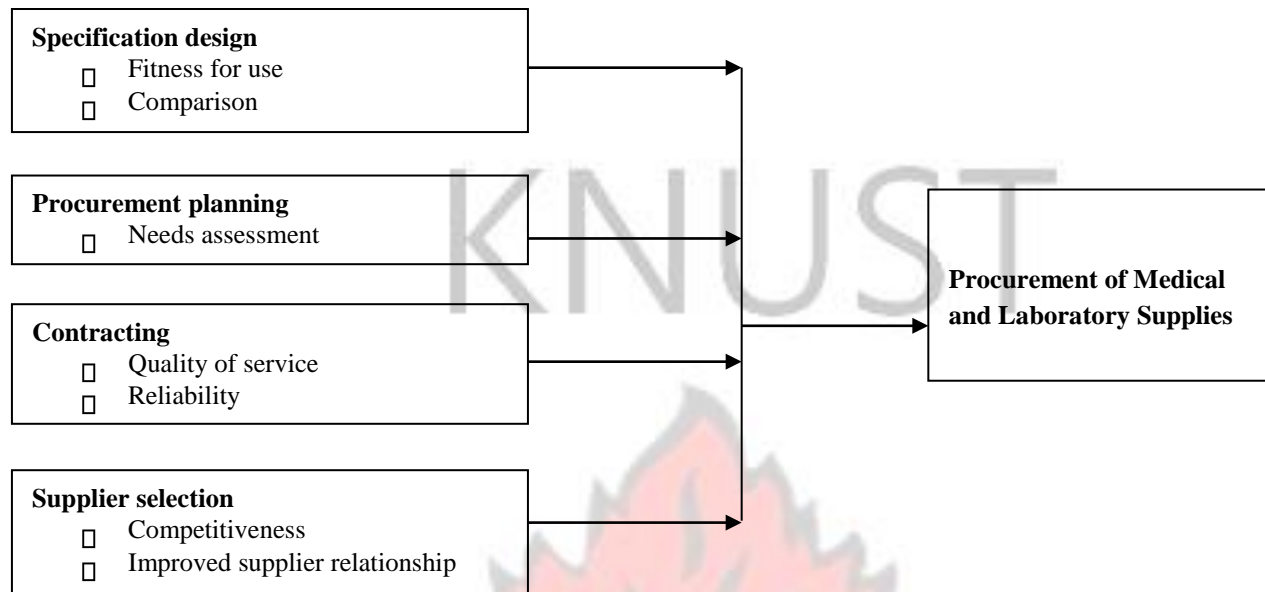 Specification design
Fitness for use
Comparison
KNUST
Procurement planning
Needs assessment
Procurement of Medical
and Laboratory Supplies
Contracting
Quality of service
Reliability
Supplier selection
Competitiveness
Improved supplier relationship